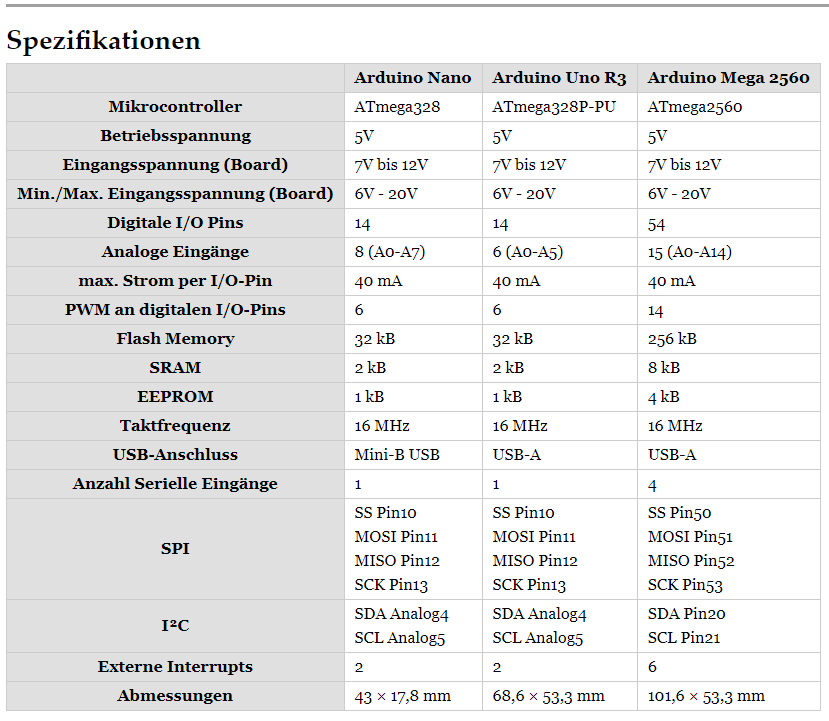 Spezifikationen
Arduino Nano Arduino Uno R3 Arduino Mega 2560
Mikrocontroller ATmega328 ATmega328P-PU ATmega2560
Betriebsspannung 5V 5V 5V
Eingangsspannung (Board) 7V bis 12V 7V bis 12V 7V bis 12V
Min./Max. Eingangsspannung (Board) 6V - 20V 6V - 20V 6V - 20V
Digitale I/O Pins 14 14 54
Analoge Eingänge 8 (A0-A7) 6 (A0-A5) 15 (A0-A14)
max. Strom per I/O-Pin 40 mA 40 mA 40 mA
PWM an digitalen I/O-Pins 6 6 14
Flash Memory 32 kB 32 kB 256 kB
SRAM 2 kB 2 kB 8 kB
EEPROM 1 kB 1 kB 4 kB
Taktfrequenz 16 MHz 16 MHz 16 MHz
USB-Anschluss Mini-B USB USB-A USB-A
Anzahl Serielle Eingänge 1 1 4
SS Pin10 SS Pin10 SS Pin50
MOSI Pin11 MOSI Pin11 MOSI Pin51
SPI
MISO Pin12 MISO Pin12 MISO Pin52
SCK Pin13 SCK Pin13 SCK Pin53
SDA Analog4 SDA Analog4 SDA Pin20
I²C
SCL Analog5 SCL Analog5 SCL Pin21
Externe Interrupts 2 2 6
Abmessungen 43 × 17,8 mm 68,6 × 53,3 mm 101,6 × 53,3 mm